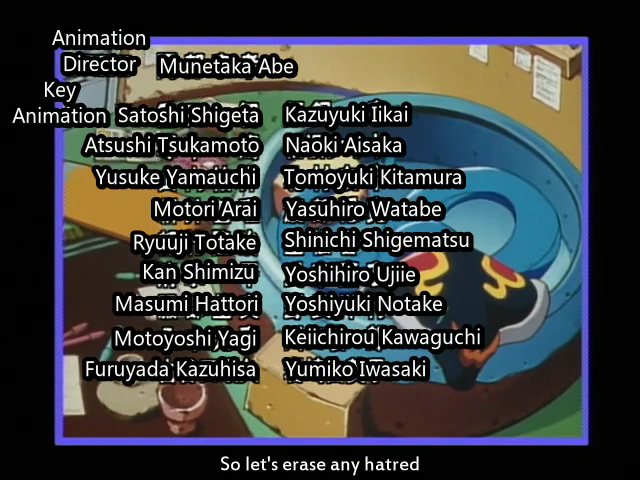 Animation
Director Munetaka Abe
Key
Animation Satoshi Shigeta Kazuyuki Iikai
Atsushi Tsukamoto Naoki Aisaka
Yusuke Yamauchi Tomoyuki Kitamura
Motori Arai Yasuhiro Watabe
Ryuuji Totake Shinichi Shigematsu
Kan Shimizu Yoshihiro Ujiie
Masumi Hattori Yoshiyuki Notake
Motoyoshi Yagi Keiichirou Kawaguchi
Furuyada Kazuhisa Yumiko Iwasaki
So let's erase any hatred